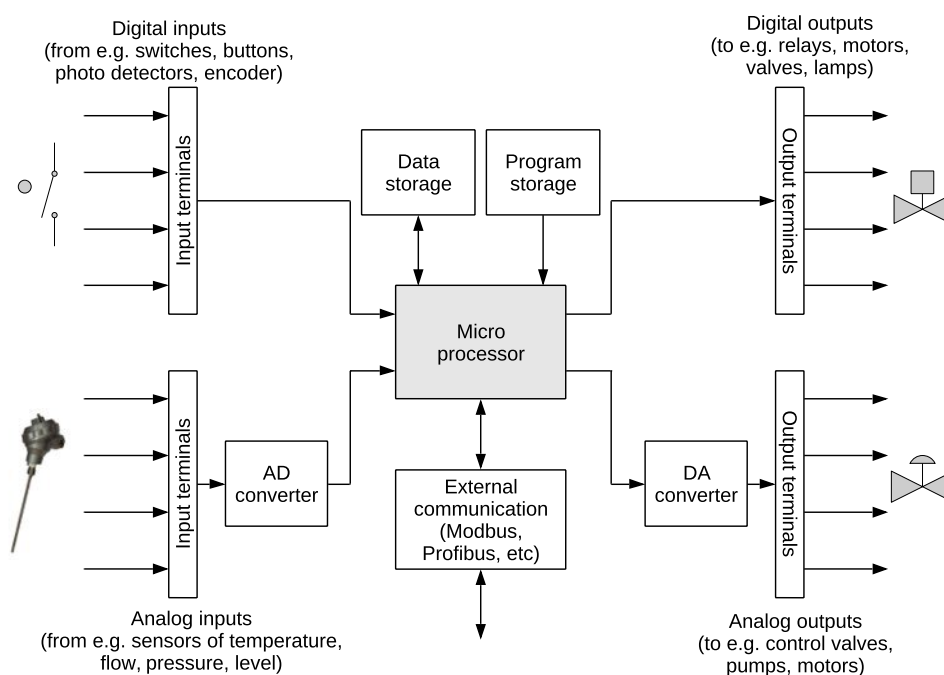 Digital inputs
(from e.g. switches, buttons,
photo detectors, encoder)
Digital outputs
(to e.g. relays, motors,
valves, lamps)
Input terminals
Data
storage
Program
storage
Output terminals
Micro
processor
Input terminals
AD
converter
External
communication
(Modbus,
Profibus, etc)
DA
converter
Output terminals
Analog inputs
(from e.g. sensors of temperature,
flow, pressure, level)
Analog outputs
(to e.g. control valves,
pumps, motors)